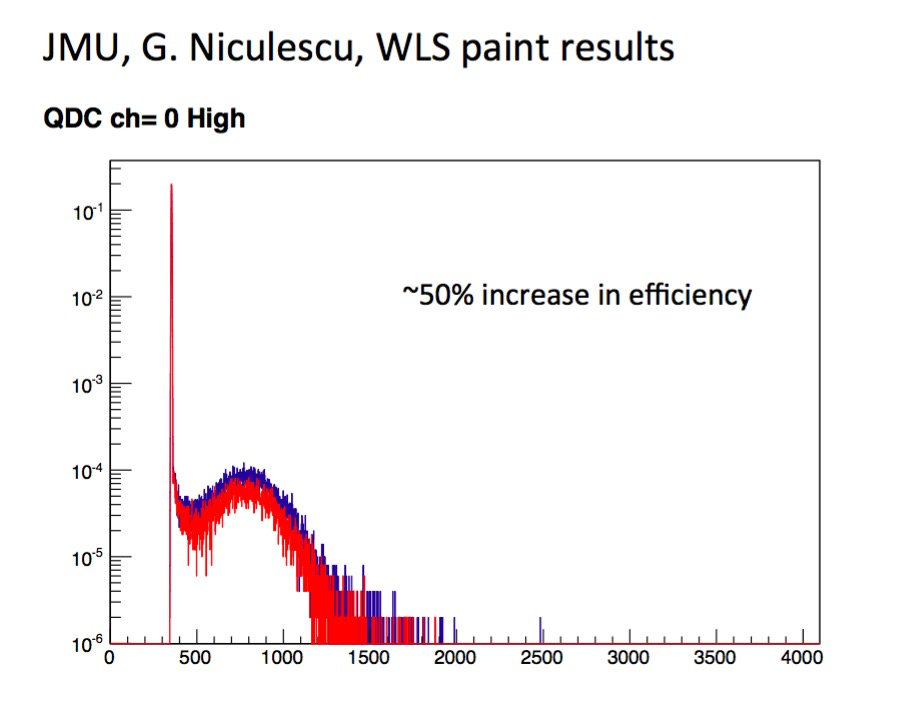 JMU, G. Niculescu, WLS paint results
QDC ch= 0 High
~50% increase in efficiency
10⁻¹
10⁻²
10⁻³
10⁻⁴
10⁻⁵
10⁻⁶
0 500 1000 1500 2000 2500 3000 3500 4000